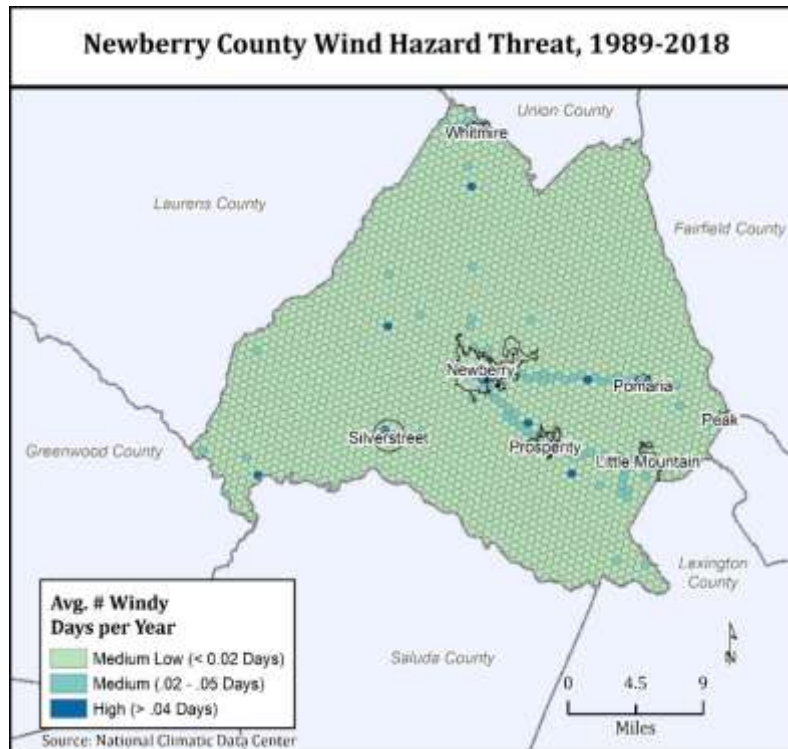 Newberry County Wind Hazard Threat, 1989-2018
Union County
Whitmire
Laurens County
Fairfield County
Newberry
Pomaria
Peak
Silverstreet
Prosperity
Greenwood County
Little Mountain
Lexington
County
Avg. # Windy
Days per Year
Medium Low (< 0.02 Days)
Medium (.02 - .05 Days)
High (> .04 Days)
Saluda County
N
0 4.5 9
Miles
Source: National Climatic Data Center